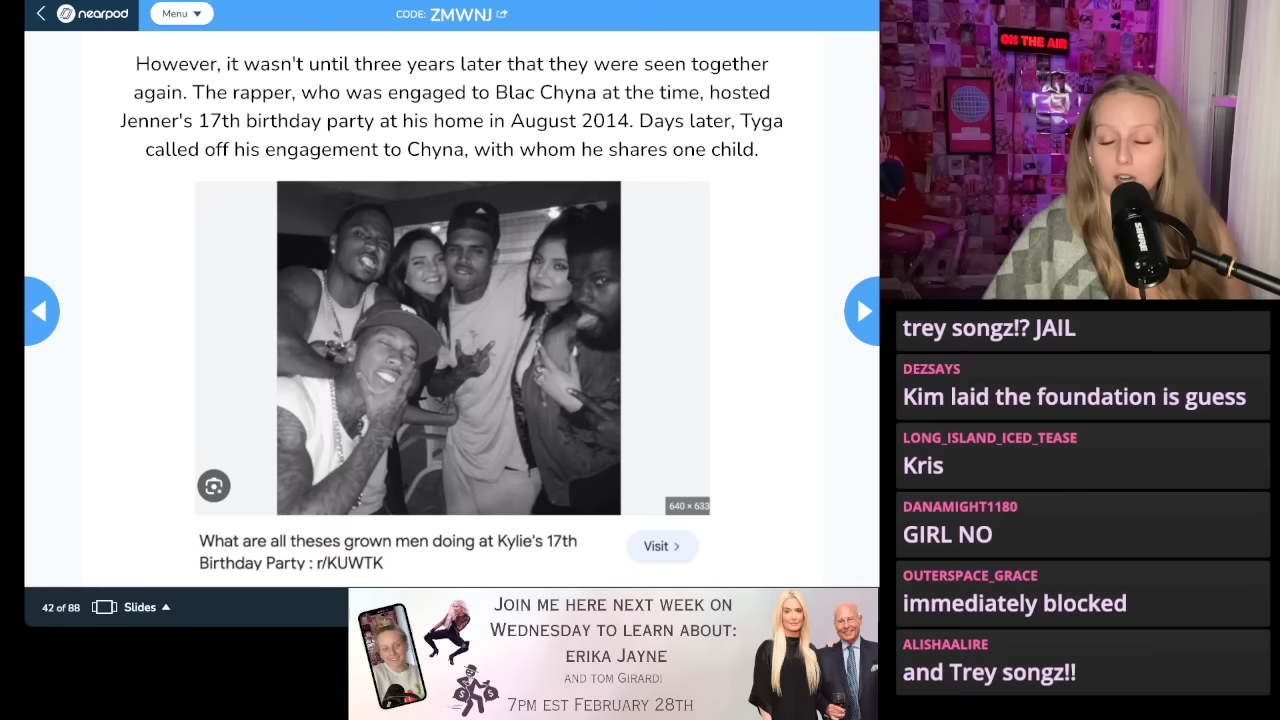 nearpod
Menu
CODE: ZMWNJ
However, it wasn't until three years later that they were seen together
again. The rapper, who was engaged to Blac Chyna at the time, hosted
Jenner's 17th birthday party at his home in August 2014. Days later, Tyga
called off his engagement to Chyna, with whom he shares one child.
640 × 633
What are all theses grown men doing at Kylie's 17th
Birthday Party : r/KUWTK
Visit
42 of 88
Slides
JOIN ME HERE NEXT WEEK ON
WEDNESDAY TO LEARN ABOUT:
ERIKA JAYNE
AND TOM GIRARDI
7PM EST FEBRUARY 28TH
ON THE AIR
SHURE
trey songz!? JAIL
DEZSAYS
Kim laid the foundation is guess
LONG_ISLAND_ICED_TEASE
Kris
DANAMIGHT1180
GIRL NO
OUTERSPACE_GRACE
immediately blocked
ALISHAALIRE
and Trey songz!!